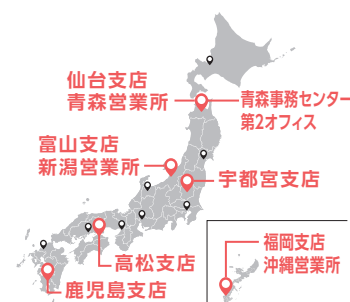 仙台支店
青森営業所
青森事務センター
第2オフィス
富山支店
新潟営業所
宇都宮支店
高松支店
鹿児島支店
福岡支店
沖縄営業所